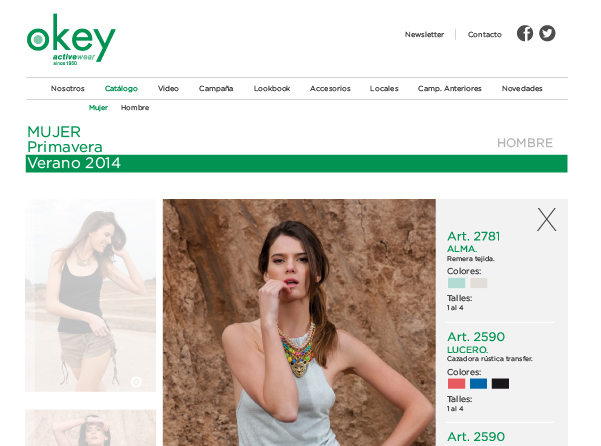 okey
activewear
since 1950
Newsletter
Contacto
Nosotros
Catálogo
Video
Campaña
Lookbook
Accesorios
Locales
Camp. Anteriores
Novedades
Mujer
Hombre
MUJER
Primavera
Verano 2014
HOMBRE
X
Art. 2781
ALMA.
Remera tejida.
Colores:
Talles:
1 al 4
Art. 2590
LUCERO.
Cazadora rústica transfer.
Colores:
Talles:
1 al 4
Art. 2590